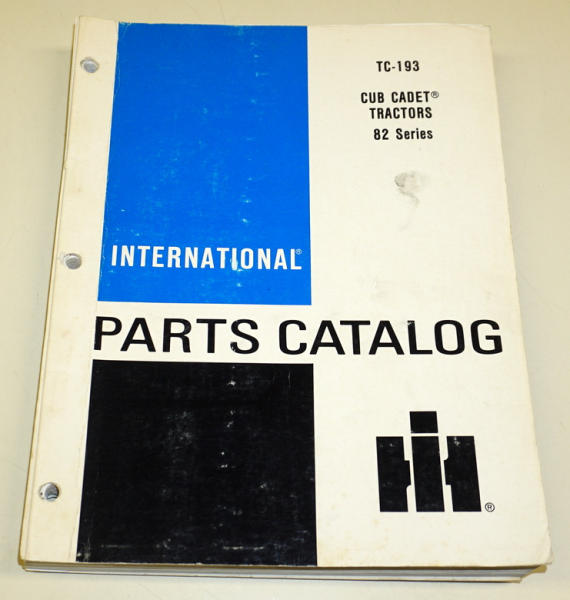 TC-193
CUB CADET®
TRACTORS
82 Series
INTERNATIONAL®
PARTS CATALOG
IH
®